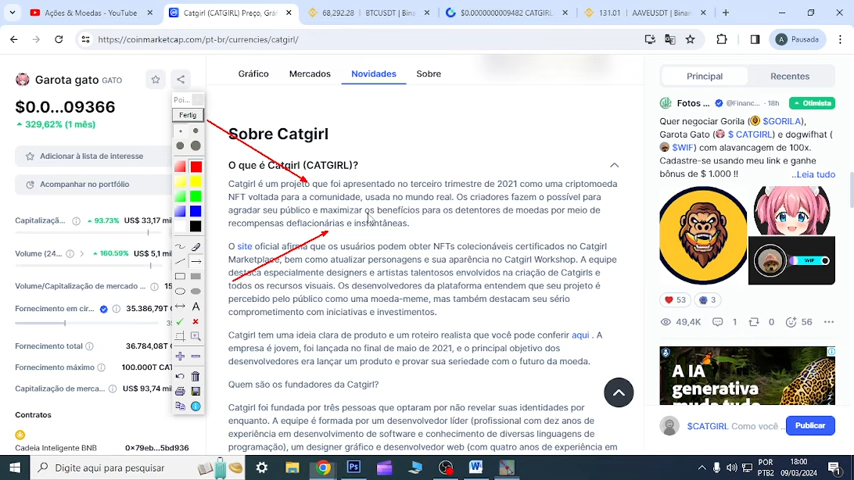 Ações & Moedas - YouTube
Catgirl (CATGIRL) Preço, Grá
68,292.28 BTCUSDT | Binan
$0.0000000009482 CATGIRL
131.01 AAVEUSDT | Binan
https://coinmarketcap.com/pt-br/currencies/catgirl/
A Pausada
Garota gato GATO
$0.0...09366
329,62% (1 mês)
Adicionar à lista de interesse
Acompanhar no portfólio
Capitalizaçã
93.73% US$ 33,17
Volume (24 horas)
160.59% US$ 5,1
Volume/Capitalização de mercado
Fornecimento em cir
35.386,79T
Fornecimento total 36.784,08T
Fornecimento máximo 100.000T
Capitalização de merca US$ 93,74
Contratos
Cadeia Inteligente BNB 0x79eb...5bd936
Fertig
Gráfico Mercados Novidades Sobre
Sobre Catgirl
O que é Catgirl (CATGIRL)?
Catgirl é um projeto que foi apresentado no terceiro trimestre de 2021 como uma criptomoeda
NFT voltada para a comunidade, usada no mundo real. Os criadores fazem o possível para
agradar seu público e maximizar os benefícios para os detentores de moedas por meio de
recompensas deflacionárias e instantâneas.
O site oficial afirma que os usuários podem obter NFTs colecionáveis certificados no Catgirl
Marketplace, bem como atualizar personagens e sua aparência no Catgirl Workshop. A equipe
destaca especialmente designers e artistas talentosos envolvidos na criação de Catgirls e
todos os recursos visuais. Os desenvolvedores da plataforma entendem que seu projeto é
percebido pelo público como uma moeda-meme, mas também destacam seu sério
comprometimento com iniciativas e investimentos.
Catgirl tem uma ideia clara de produto e um roteiro realista que você pode conferir aqui . A
empresa é jovem, foi lançada no final de maio de 2021, e o principal objetivo dos
desenvolvedores era lançar um produto e provar sua seriedade com o futuro da moeda.
Quem são os fundadores da Catgirl?
Catgirl foi fundada por três pessoas que optaram por não revelar suas identidades por
enquanto. A equipe é formada por um desenvolvedor líder (profissional com dez anos de
experiência em desenvolvimento de software e conhecimento de diversas linguagens de
programação), um designer gráfico e desenvolvedor web (com quatro anos de experiência em
Principal Recentes
Fotos ... @Financ... · 18h Otimista
Quer negociar Gorila ( $GORILA),
Garota Gato ( $ CATGIRL) e dogwifhat (
$WIF) com alavancagem de 100x.
Cadastre-se usando meu link e ganhe
bônus de $ 1.000 !! ..Leia tudo
WIF
53 3
49,4K 1 0 56
A IA
generativa
muda tudo
$CATGIRL Como você ... Publicar
Digite aqui para pesquisar
POR
PTB2
18:00
09/03/2024